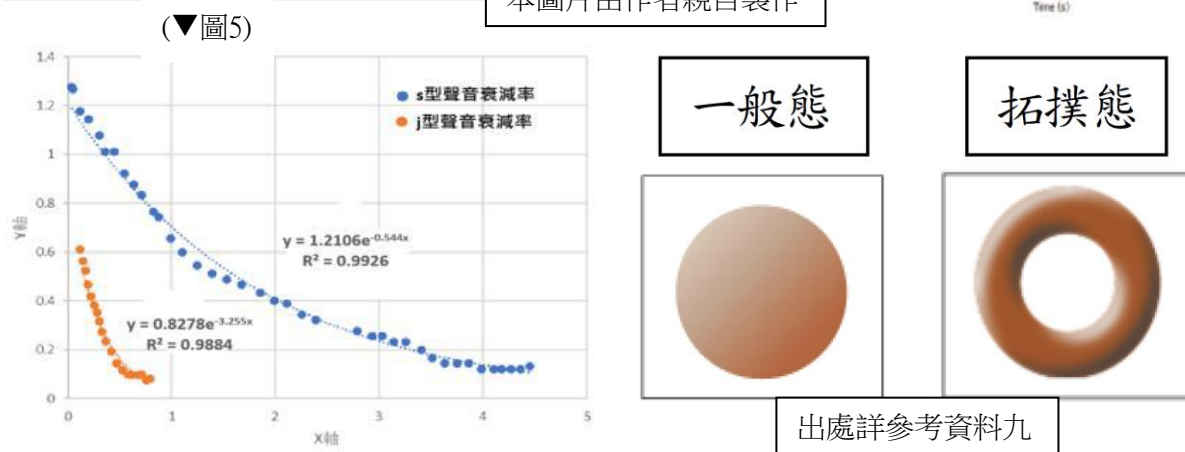 本圖片由作者親自製作
Time (s)
(▼圖5)
1.4
1.2
1
0.8
0.6
0.4
0.2
0
Y軸
s型聲音衰減率
j型聲音衰減率
y = 1.2106e^-0.544x
R² = 0.9926
y = 0.8278e^-3.255x
R² = 0.9884
0 1 2 3 4 5
X軸
一般態
拓撲態
出處詳參考資料九